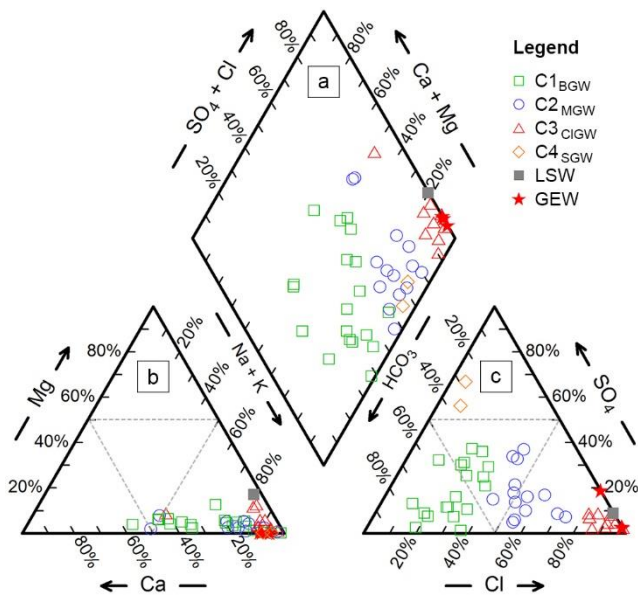 Legend
C1BGW
C2MGW
C3CIGW
C4SGW
LSW
GEW
a
SO4 + Cl
20% 40% 60% 80%
Ca + Mg
80% 60% 40% 20%
b
Mg
20% 40% 60% 80%
Na + K
20% 40% 60% 80%
Ca
80% 60% 40% 20%
c
HCO3
20% 40% 60% 80%
SO4
20% 40% 60% 80%
Cl
20% 40% 60% 80%